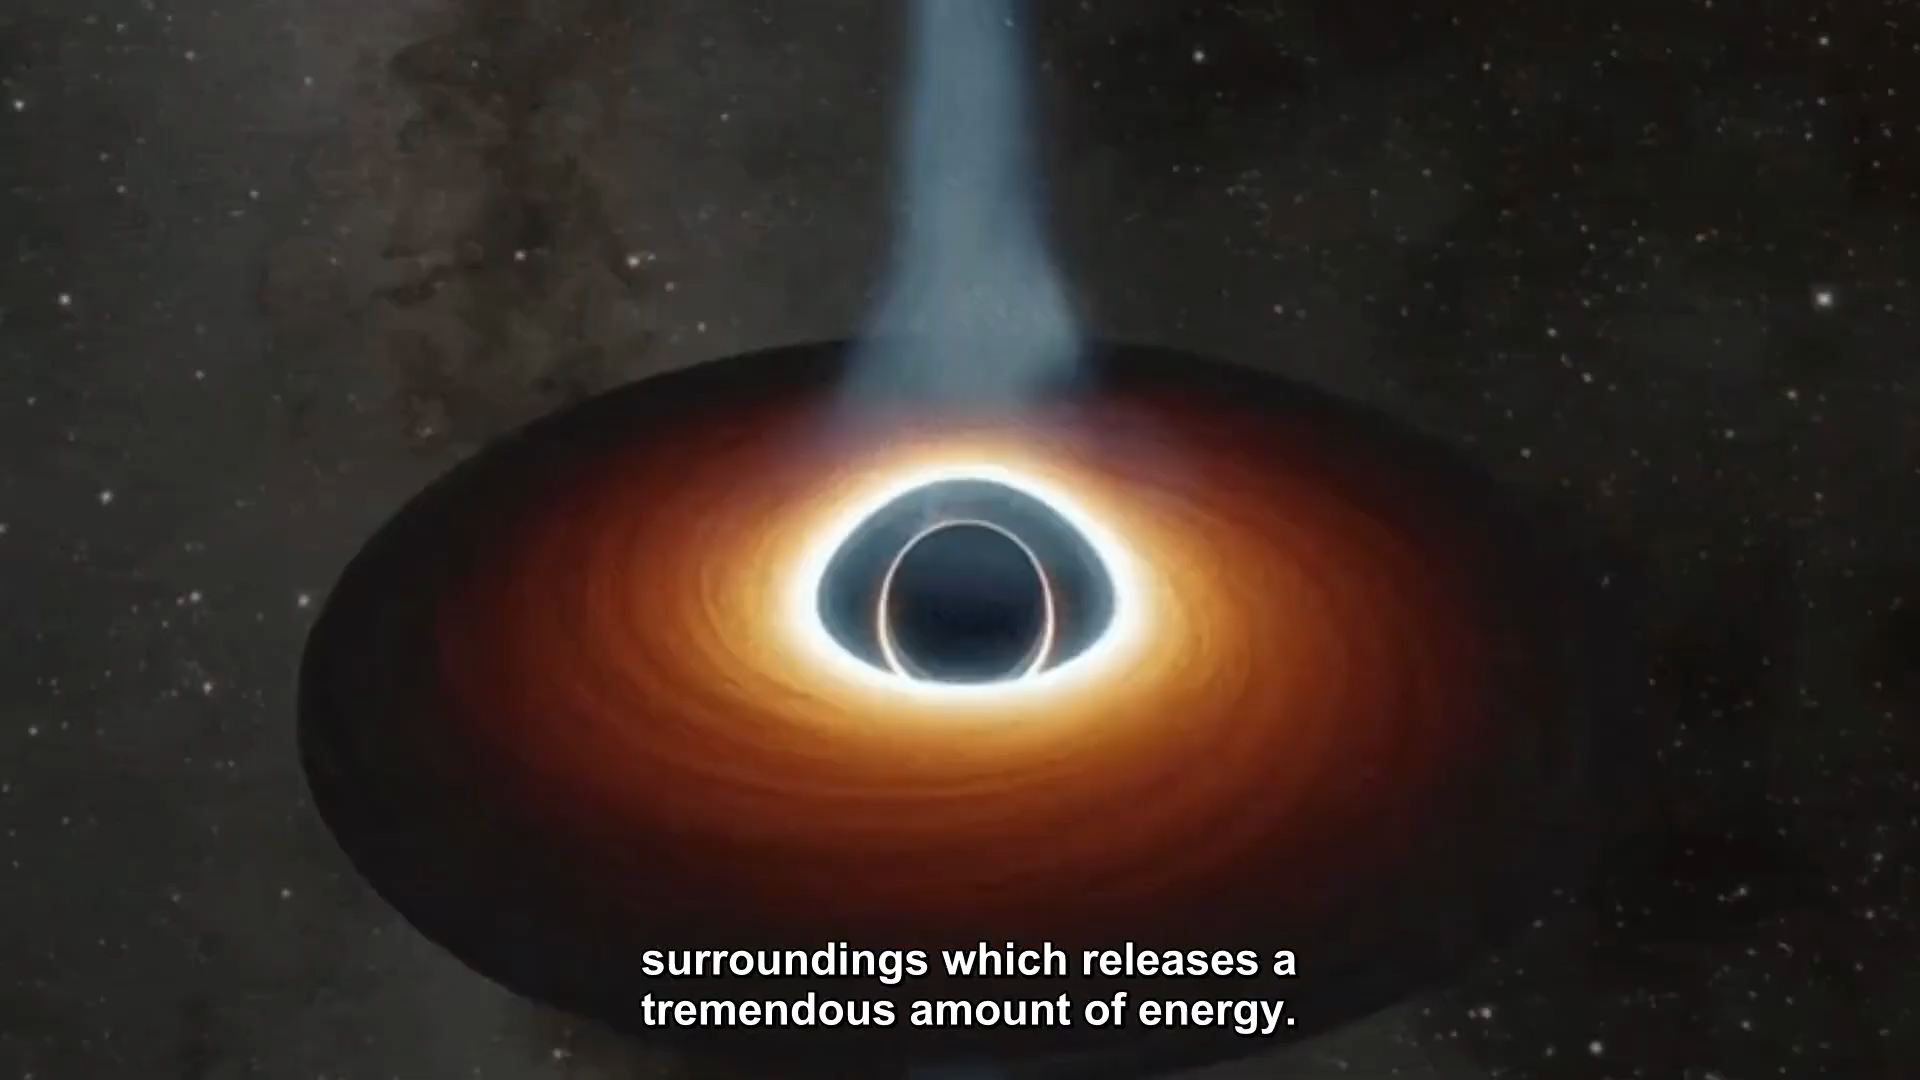 surroundings which releases a
tremendous amount of energy.